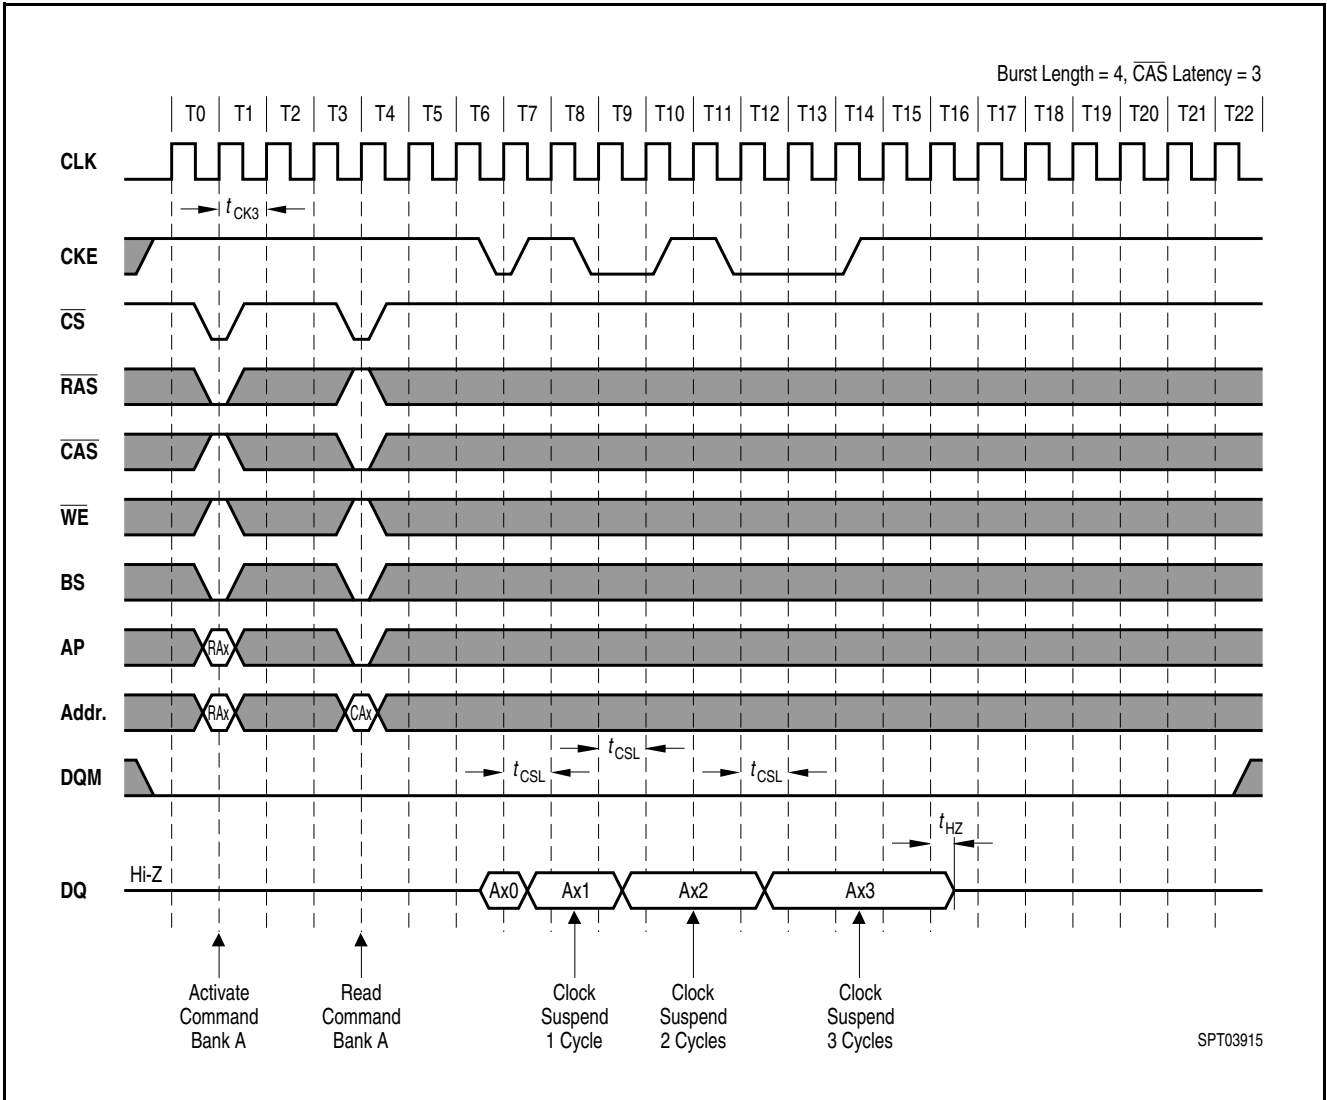 Burst Length = 4, CAS Latency = 3
T0 T1 T2 T3 T4 T5 T6 T7 T8 T9 T10 T11 T12 T13 T14 T15 T16 T17 T18 T19 T20 T21 T22
CLK
tCK3
CKE
CS
RAS
CAS
WE
BS
AP RAx
Addr. RAx CAx
tCSL
DQM tCSL tCSL
tHZ
Hi-Z
DQ Ax0 Ax1 Ax2 Ax3
Activate Command Bank A
Read Command Bank A
Clock Suspend 1 Cycle
Clock Suspend 2 Cycles
Clock Suspend 3 Cycles
SPT03915